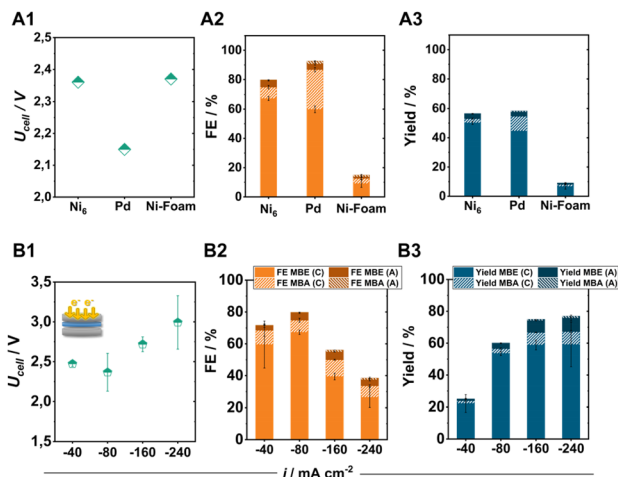 A1
A2
A3
2,5
2,4
2,3
2,2
2,1
2,0
U_cell / V
Ni₆
Pd
Ni-Foam
100
80
60
40
20
0
FE / %
Ni₆
Pd
Ni-Foam
100
80
60
40
20
0
Yield / %
Ni₆
Pd
Ni-Foam
B1
B2
B3
3,5
3,0
2,5
2,0
1,5
U_cell / V
e⁻ e⁻
-40
-80
-160
-240
FE MBE (C)
FE MBE (A)
FE MBA (C)
FE MBA (A)
100
80
60
40
20
0
FE / %
-40
-80
-160
-240
Yield MBE (C)
Yield MBE (A)
Yield MBA (C)
Yield MBA (A)
100
80
60
40
20
0
Yield / %
-40
-80
-160
-240
i / mA cm⁻²